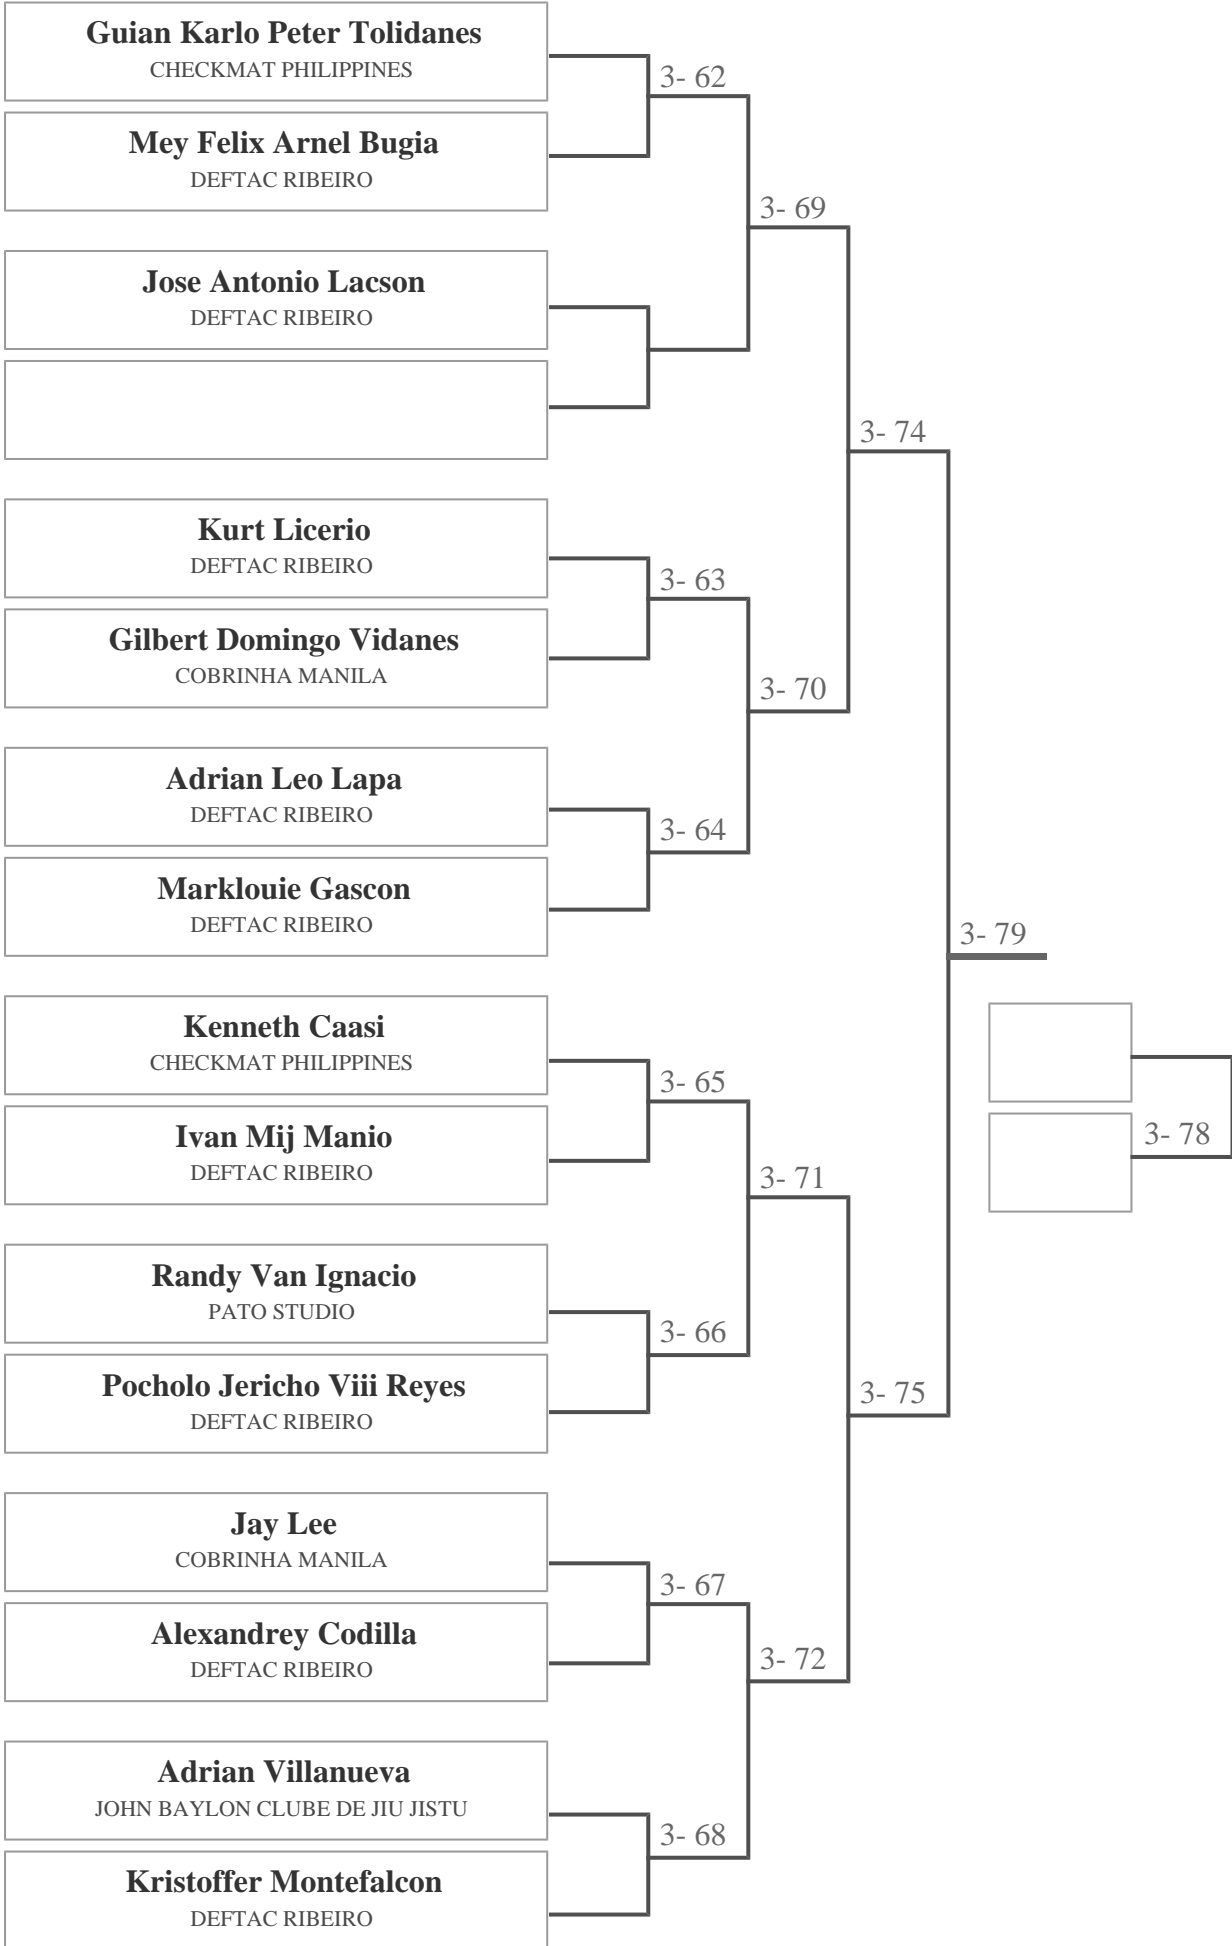 Guian Karlo Peter Tolidanes
CHECKMAT PHILIPPINES
3- 62
Mey Felix Arnel Bugia
DEFTAC RIBEIRO
3- 69
Jose Antonio Lacson
DEFTAC RIBEIRO
3- 74
Kurt Licerio
DEFTAC RIBEIRO
3- 63
Gilbert Domingo Vidanes
COBRINHA MANILA
3- 70
Adrian Leo Lapa
DEFTAC RIBEIRO
3- 64
Marklouie Gascon
DEFTAC RIBEIRO
3- 79
Kenneth Caasi
CHECKMAT PHILIPPINES
3- 65
Ivan Mij Manio
DEFTAC RIBEIRO
3- 78
3- 71
Randy Van Ignacio
PATO STUDIO
3- 66
Pocholo Jericho Viii Reyes
DEFTAC RIBEIRO
3- 75
Jay Lee
COBRINHA MANILA
3- 67
Alexandrey Codilla
DEFTAC RIBEIRO
3- 72
Adrian Villanueva
JOHN BAYLON CLUBE DE JIU JISTU
3- 68
Kristoffer Montefalcon
DEFTAC RIBEIRO